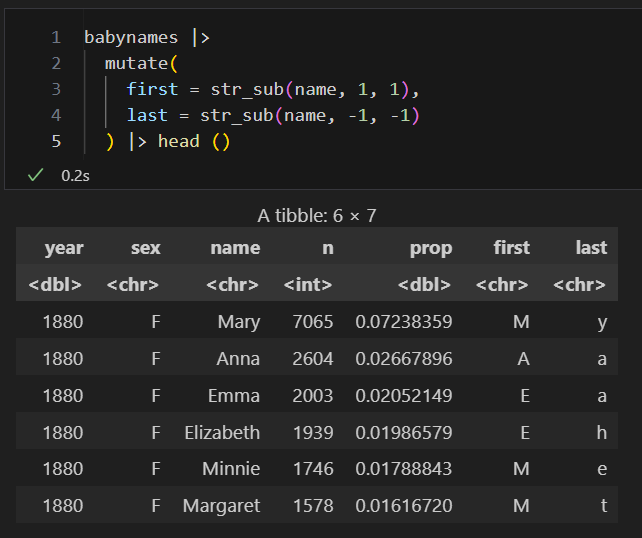 1 babynames |>
2 mutate(
3 first = str_sub(name, 1, 1),
4 last = str_sub(name, -1, -1)
5 ) |> head ()
✓ 0.2s
A tibble: 6 × 7
year sex name n prop first last
<dbl> <chr> <chr> <int> <dbl> <chr> <chr>
1880 F Mary 7065 0.07238359 M y
1880 F Anna 2604 0.02667896 A a
1880 F Emma 2003 0.02052149 E a
1880 F Elizabeth 1939 0.01986579 E h
1880 F Minnie 1746 0.01788843 M e
1880 F Margaret 1578 0.01616720 M t